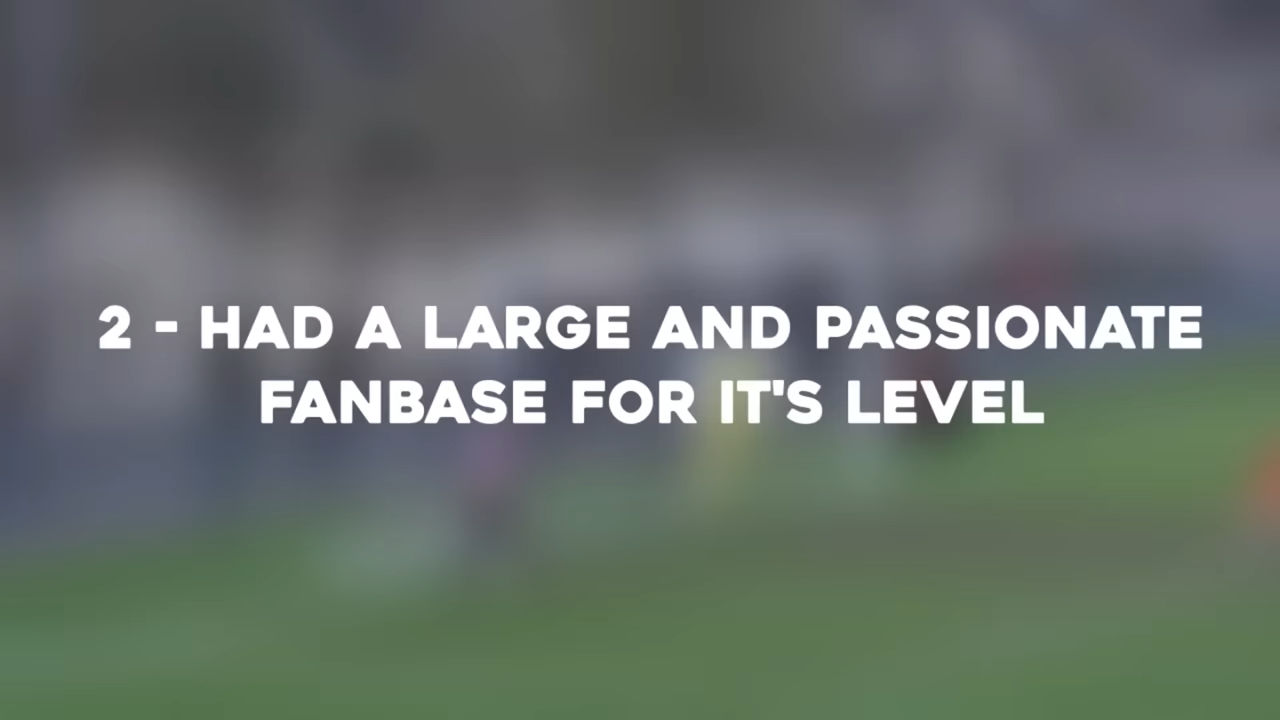 2 - HAD A LARGE AND PASSIONATE
FANBASE FOR IT'S LEVEL